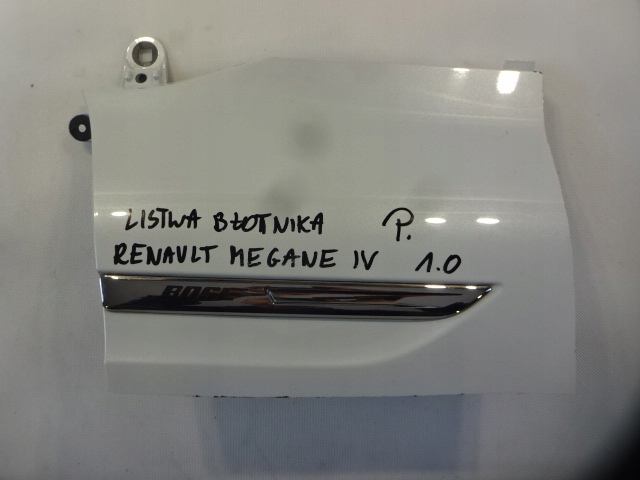 LISTWA BŁOTNIKA P.
RENAULT MEGANE IV 1.0
BOSE